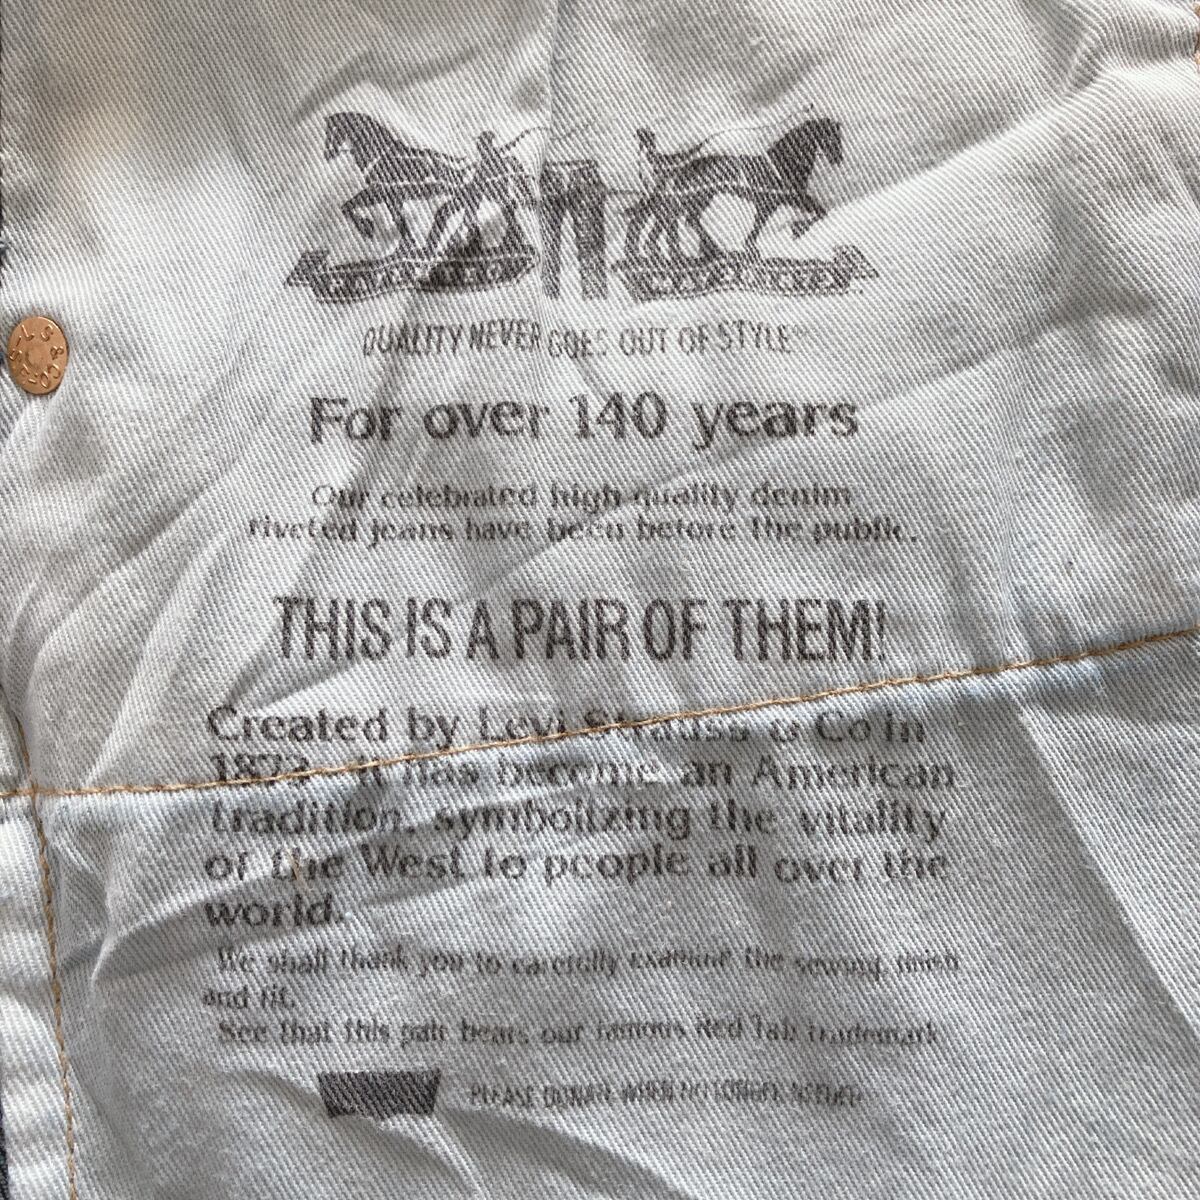 QUALITY NEVER GOES OUT OF STYLE
For over 140 years
Our celebrated high quality denim
riveted jeans have been before the public.
THIS IS A PAIR OF THEM!
Created by Levi Strauss & Co in
1873 it has become an American
tradition, symbolizing the vitality
of the West to people all over the
world.
We shall thank you to carefully examine the sewing, finish
and fit.
See that this pair bears our famous Red Tab trademark
PLEASE DONATE WHEN NO LONGER NEEDED